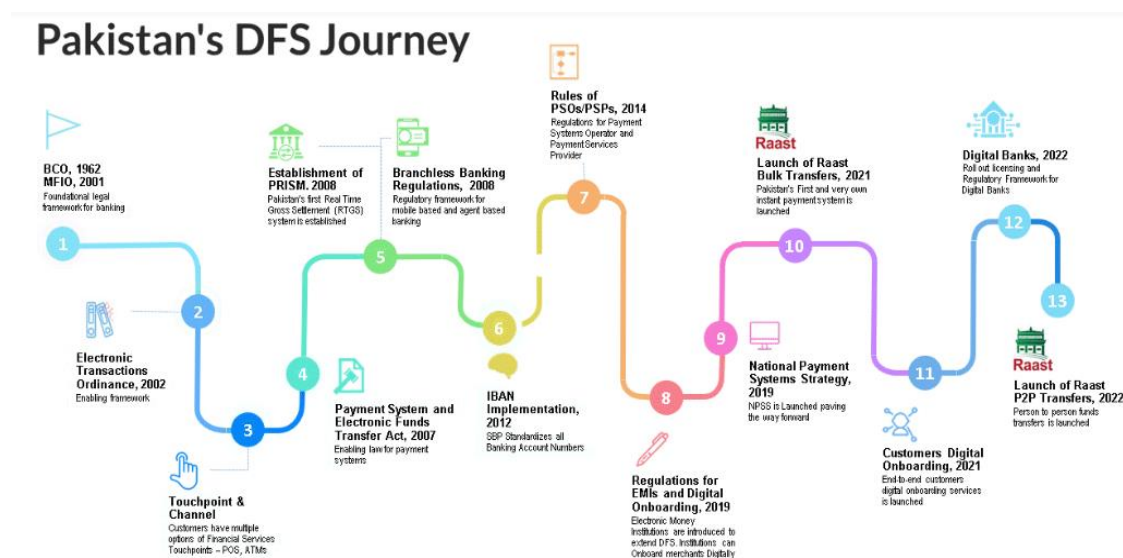 Pakistan's DFS Journey
1
BCO, 1962
MFIO, 2001
Foundational legal
framework for banking
2
Electronic
Transactions
Ordinance, 2002
Enabling framework
3
Touchpoint &
Channel
Customers have multiple
options of Financial Services
Touchpoints – POS, ATMs
4
Payment System and
Electronic Funds
Transfer Act, 2007
Enabling law for payment
systems
5
Establishment of
PRISM. 2008
Pakistan's first Real Time
Gross Settlement (RTGS)
system is established
Branchless Banking
Regulations, 2008
Regulatory framework for
mobile based and agent based
banking
6
IBAN
Implementation,
2012
SBP Standardizes all
Banking Account Numbers
7
Rules of
PSOs/PSPs, 2014
Regulations for Payment
Systems Operator and
Payment Services
Provider
8
Regulations for
EMIs and Digital
Onboarding, 2019
Electronic Money
Institutions are introduced to
extend DFS. Institutions can
Onboard merchants Digitally
9
National Payment
Systems Strategy,
2019
NPSS is Launched paving
the way forward
10
Raast
Launch of Raast
Bulk Transfers, 2021
Pakistan's First and very own
instant payment system is
launched
11
Customers Digital
Onboarding, 2021
End-to-end customers
digital onboarding services
is launched
12
Digital Banks, 2022
Roll out licensing and
Regulatory Framework for
Digital Banks
13
Raast
Launch of Raast
P2P Transfers, 2022
Person to person funds
transfers is launched